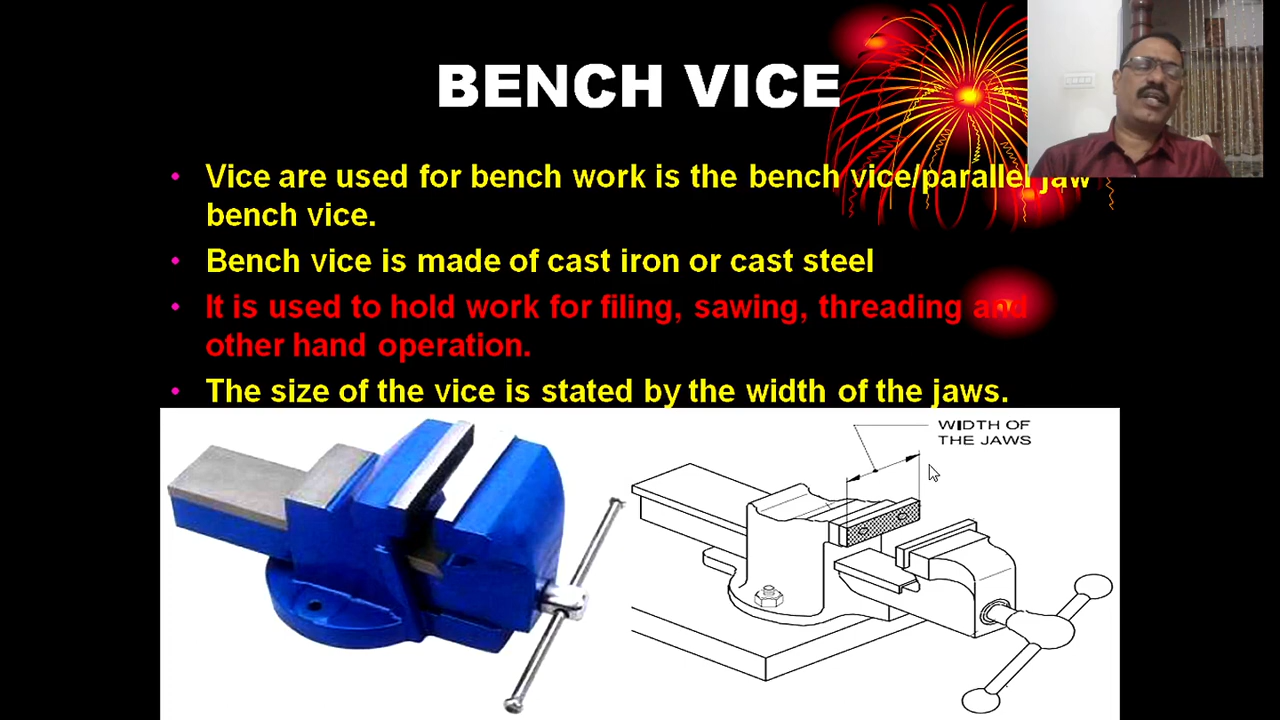 BENCH VICE
• Vice are used for bench work is the bench vice/parallel jaw
bench vice.
• Bench vice is made of cast iron or cast steel
• It is used to hold work for filing, sawing, threading and
other hand operation.
• The size of the vice is stated by the width of the jaws.
WIDTH OF
THE JAWS